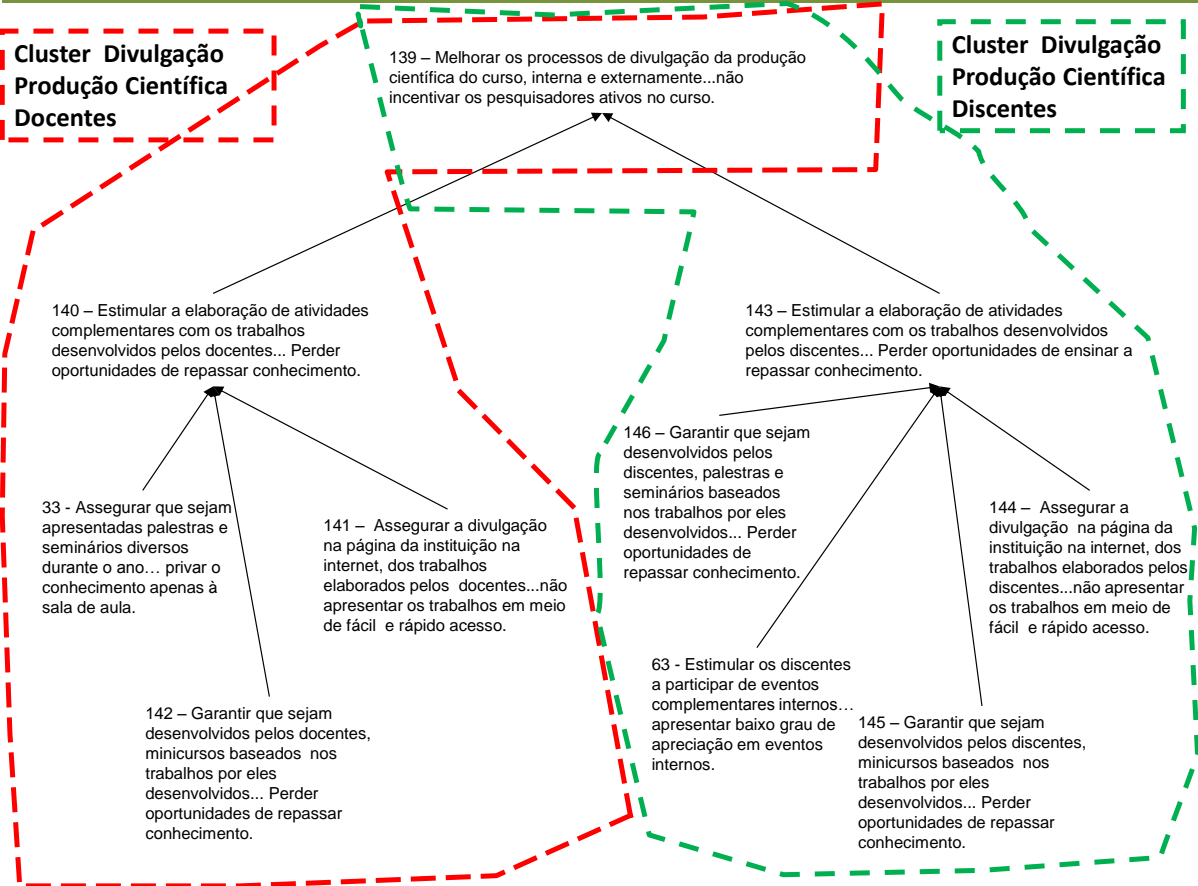 Cluster Divulgação
Produção Científica
Docentes
139 – Melhorar os processos de divulgação da produção
científica do curso, interna e externamente...não
incentivar os pesquisadores ativos no curso.
Cluster Divulgação
Produção Científica
Discentes
140 – Estimular a elaboração de atividades
complementares com os trabalhos
desenvolvidos pelos docentes... Perder
oportunidades de repassar conhecimento.
143 – Estimular a elaboração de atividades
complementares com os trabalhos desenvolvidos
pelos discentes... Perder oportunidades de ensinar a
repassar conhecimento.
33 - Assegurar que sejam
apresentadas palestras e
seminários diversos
durante o ano… privar o
conhecimento apenas à
sala de aula.
141 – Assegurar a divulgação
na página da instituição na
internet, dos trabalhos
elaborados pelos docentes...não
apresentar os trabalhos em meio
de fácil e rápido acesso.
146 – Garantir que sejam
desenvolvidos pelos
discentes, palestras e
seminários baseados
nos trabalhos por eles
desenvolvidos... Perder
oportunidades de
repassar conhecimento.
144 – Assegurar a
divulgação na página da
instituição na internet, dos
trabalhos elaborados pelos
discentes...não apresentar
os trabalhos em meio de
fácil e rápido acesso.
142 – Garantir que sejam
desenvolvidos pelos docentes,
minicursos baseados nos
trabalhos por eles
desenvolvidos... Perder
oportunidades de repassar
conhecimento.
63 - Estimular os discentes
a participar de eventos
complementares internos…
apresentar baixo grau de
apreciação em eventos
internos.
145 – Garantir que sejam
desenvolvidos pelos discentes,
minicursos baseados nos
trabalhos por eles
desenvolvidos... Perder
oportunidades de repassar
conhecimento.